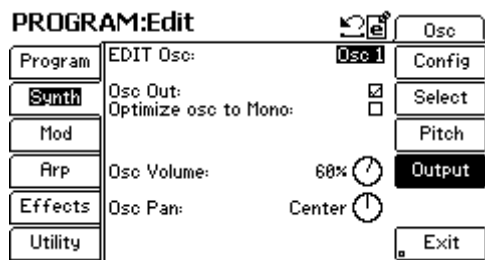 PROGRAM:Edit
e
Osc
Program
EDIT Osc:
Osc 1
Config
Synth
Osc Out:
Optimize osc to Mono:
Select
Mod
Pitch
Arp
Osc Volume:
60%
Output
Effects
Osc Pan:
Center
Utility
Exit